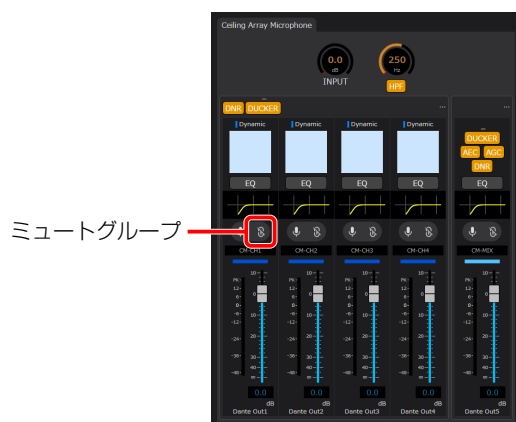 Ceiling Array Microphone
0.0
dB
INPUT
250
Hz
HPF
DNR DUCKER
...
...
Dynamic Dynamic Dynamic Dynamic
DUCKER
AEC AGC
DNR
EQ EQ EQ EQ EQ
ミュートグループ
CM-CH1 CM-CH2 CM-CH3 CM-CH4 CM-MIX
0.0 0.0 0.0 0.0 0.0
dB dB dB dB dB
Dante Out1 Dante Out2 Dante Out3 Dante Out4 Dante Out5